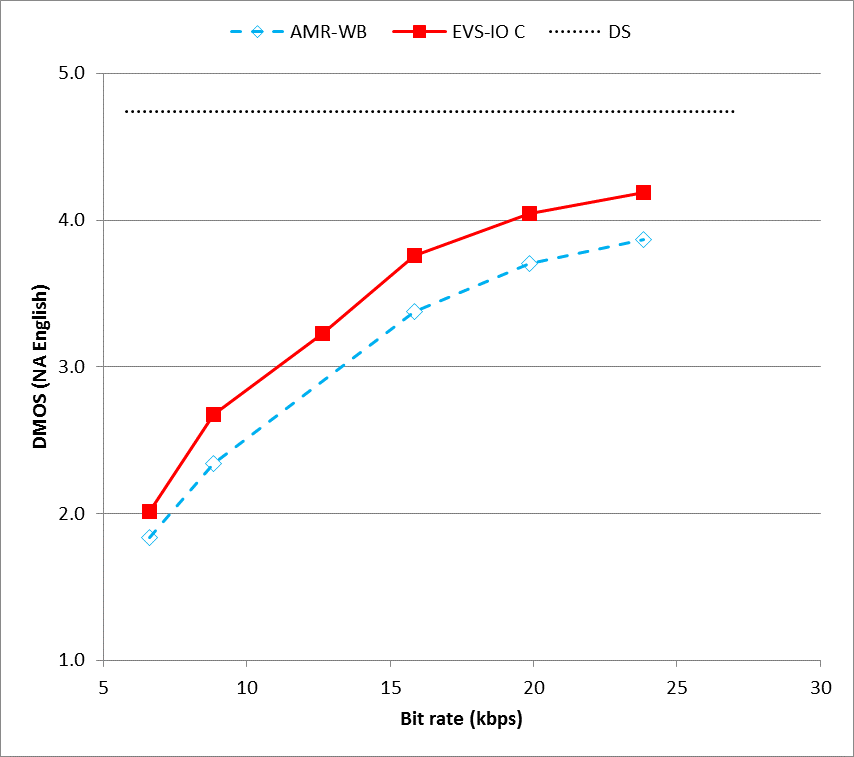 AMR-WB EVS-IO C DS
5.0
4.0
3.0
2.0
1.0
DMOS (NA English)
5 10 15 20 25 30
Bit rate (kbps)